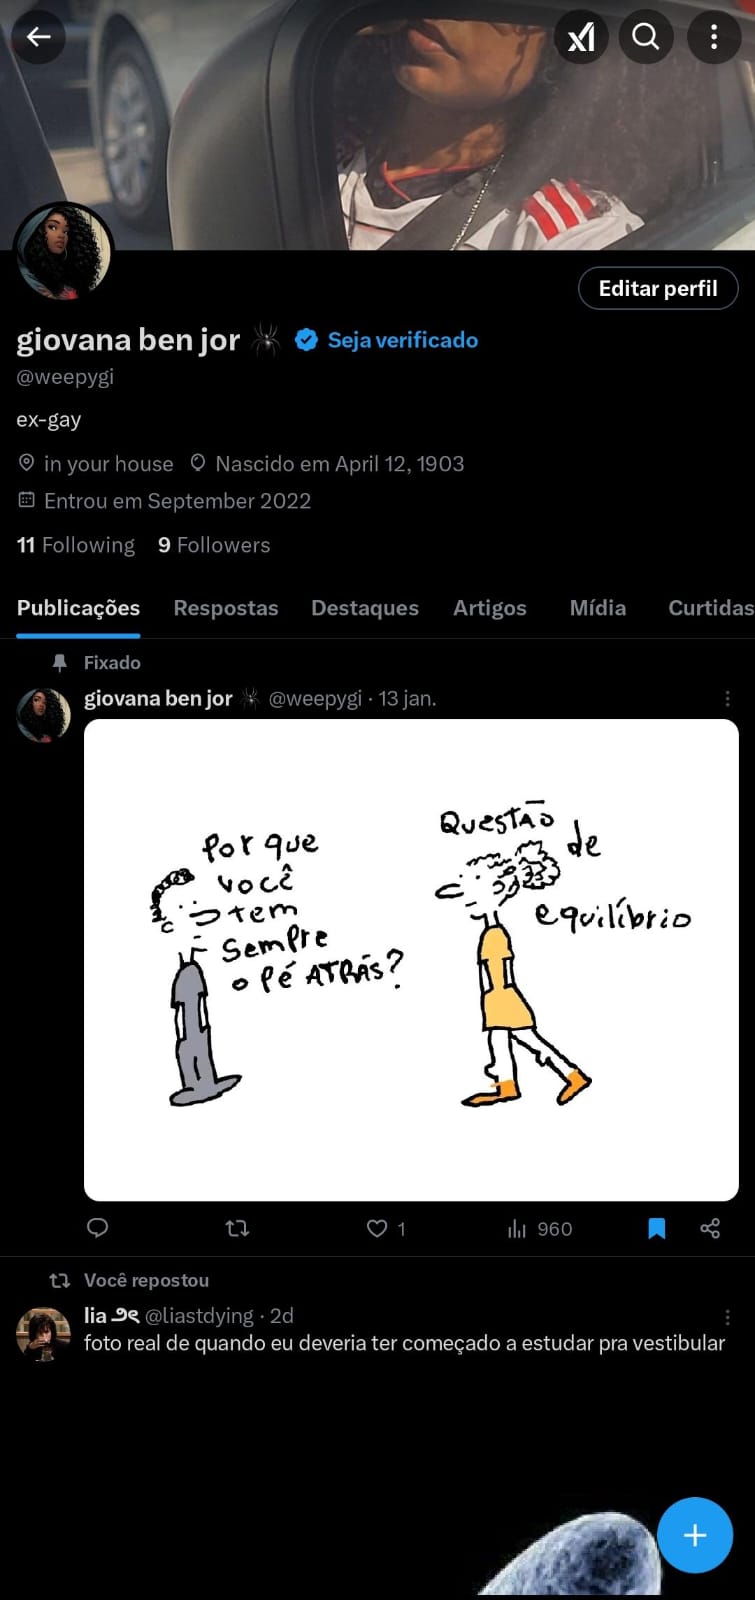 Editar perfil
giovana ben jor 🕷️ Seja verificado
@weepygi
ex-gay
in your house Nascido em April 12, 1903
Entrou em September 2022
11 Following 9 Followers
Publicações Respostas Destaques Artigos Mídia Curtidas
Fixado
giovana ben jor 🕷️ @weepygi · 13 jan.
Por que
você
tem
sempre
o pé ATRÁS?
QUESTÃO
de
equilíbrio
1 960
Você repostou
lia @liastdying · 2d
foto real de quando eu deveria ter começado a estudar pra vestibular